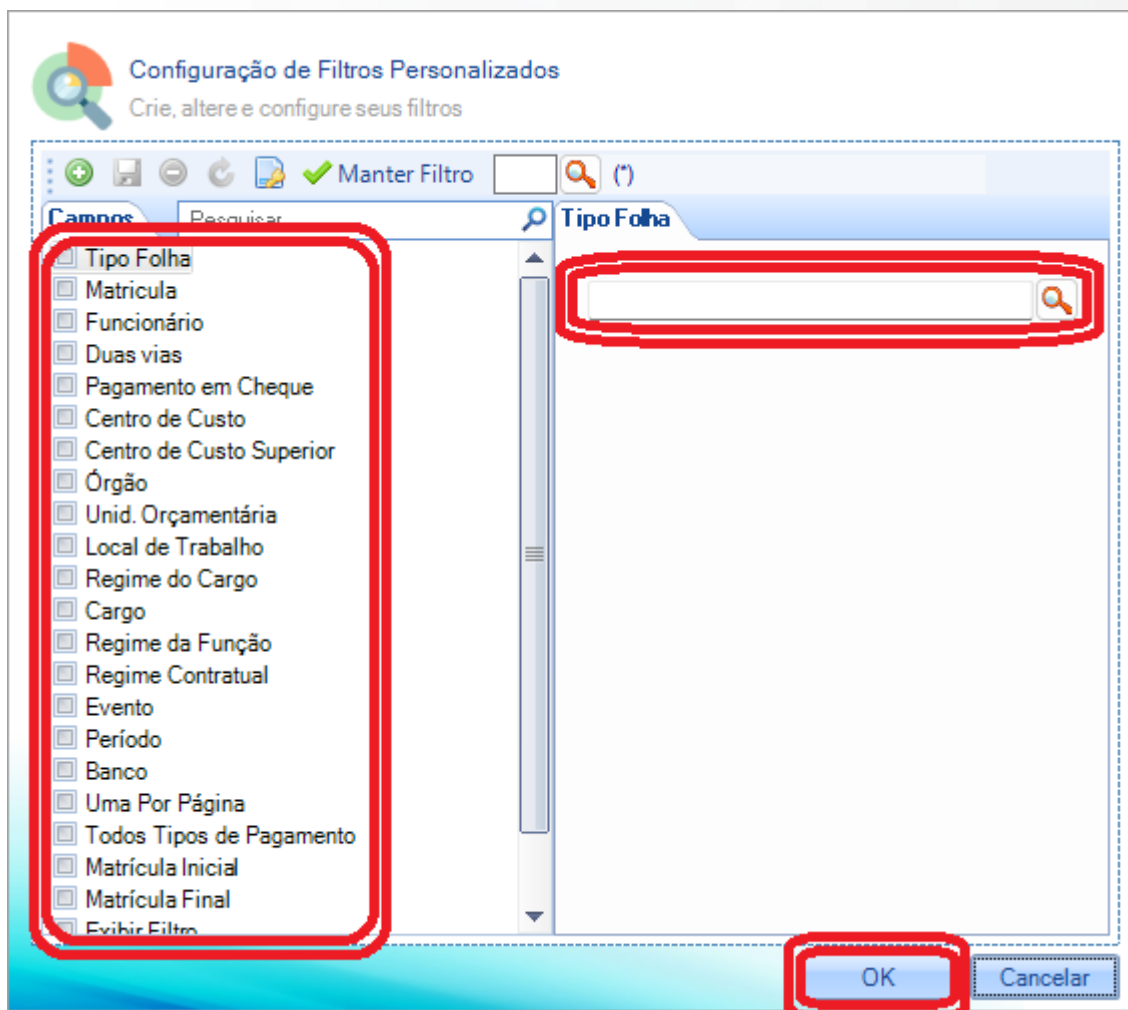 Configuração de Filtros Personalizados
Crie, altere e configure seus filtros
Manter Filtro (*)
Campos Pesquisar Tipo Folha
Tipo Folha
Matricula
Funcionário
Duas vias
Pagamento em Cheque
Centro de Custo
Centro de Custo Superior
Órgão
Unid. Orçamentária
Local de Trabalho
Regime do Cargo
Cargo
Regime da Função
Regime Contratual
Evento
Período
Banco
Uma Por Página
Todos Tipos de Pagamento
Matrícula Inicial
Matrícula Final
Exibir Filtro
OK Cancelar